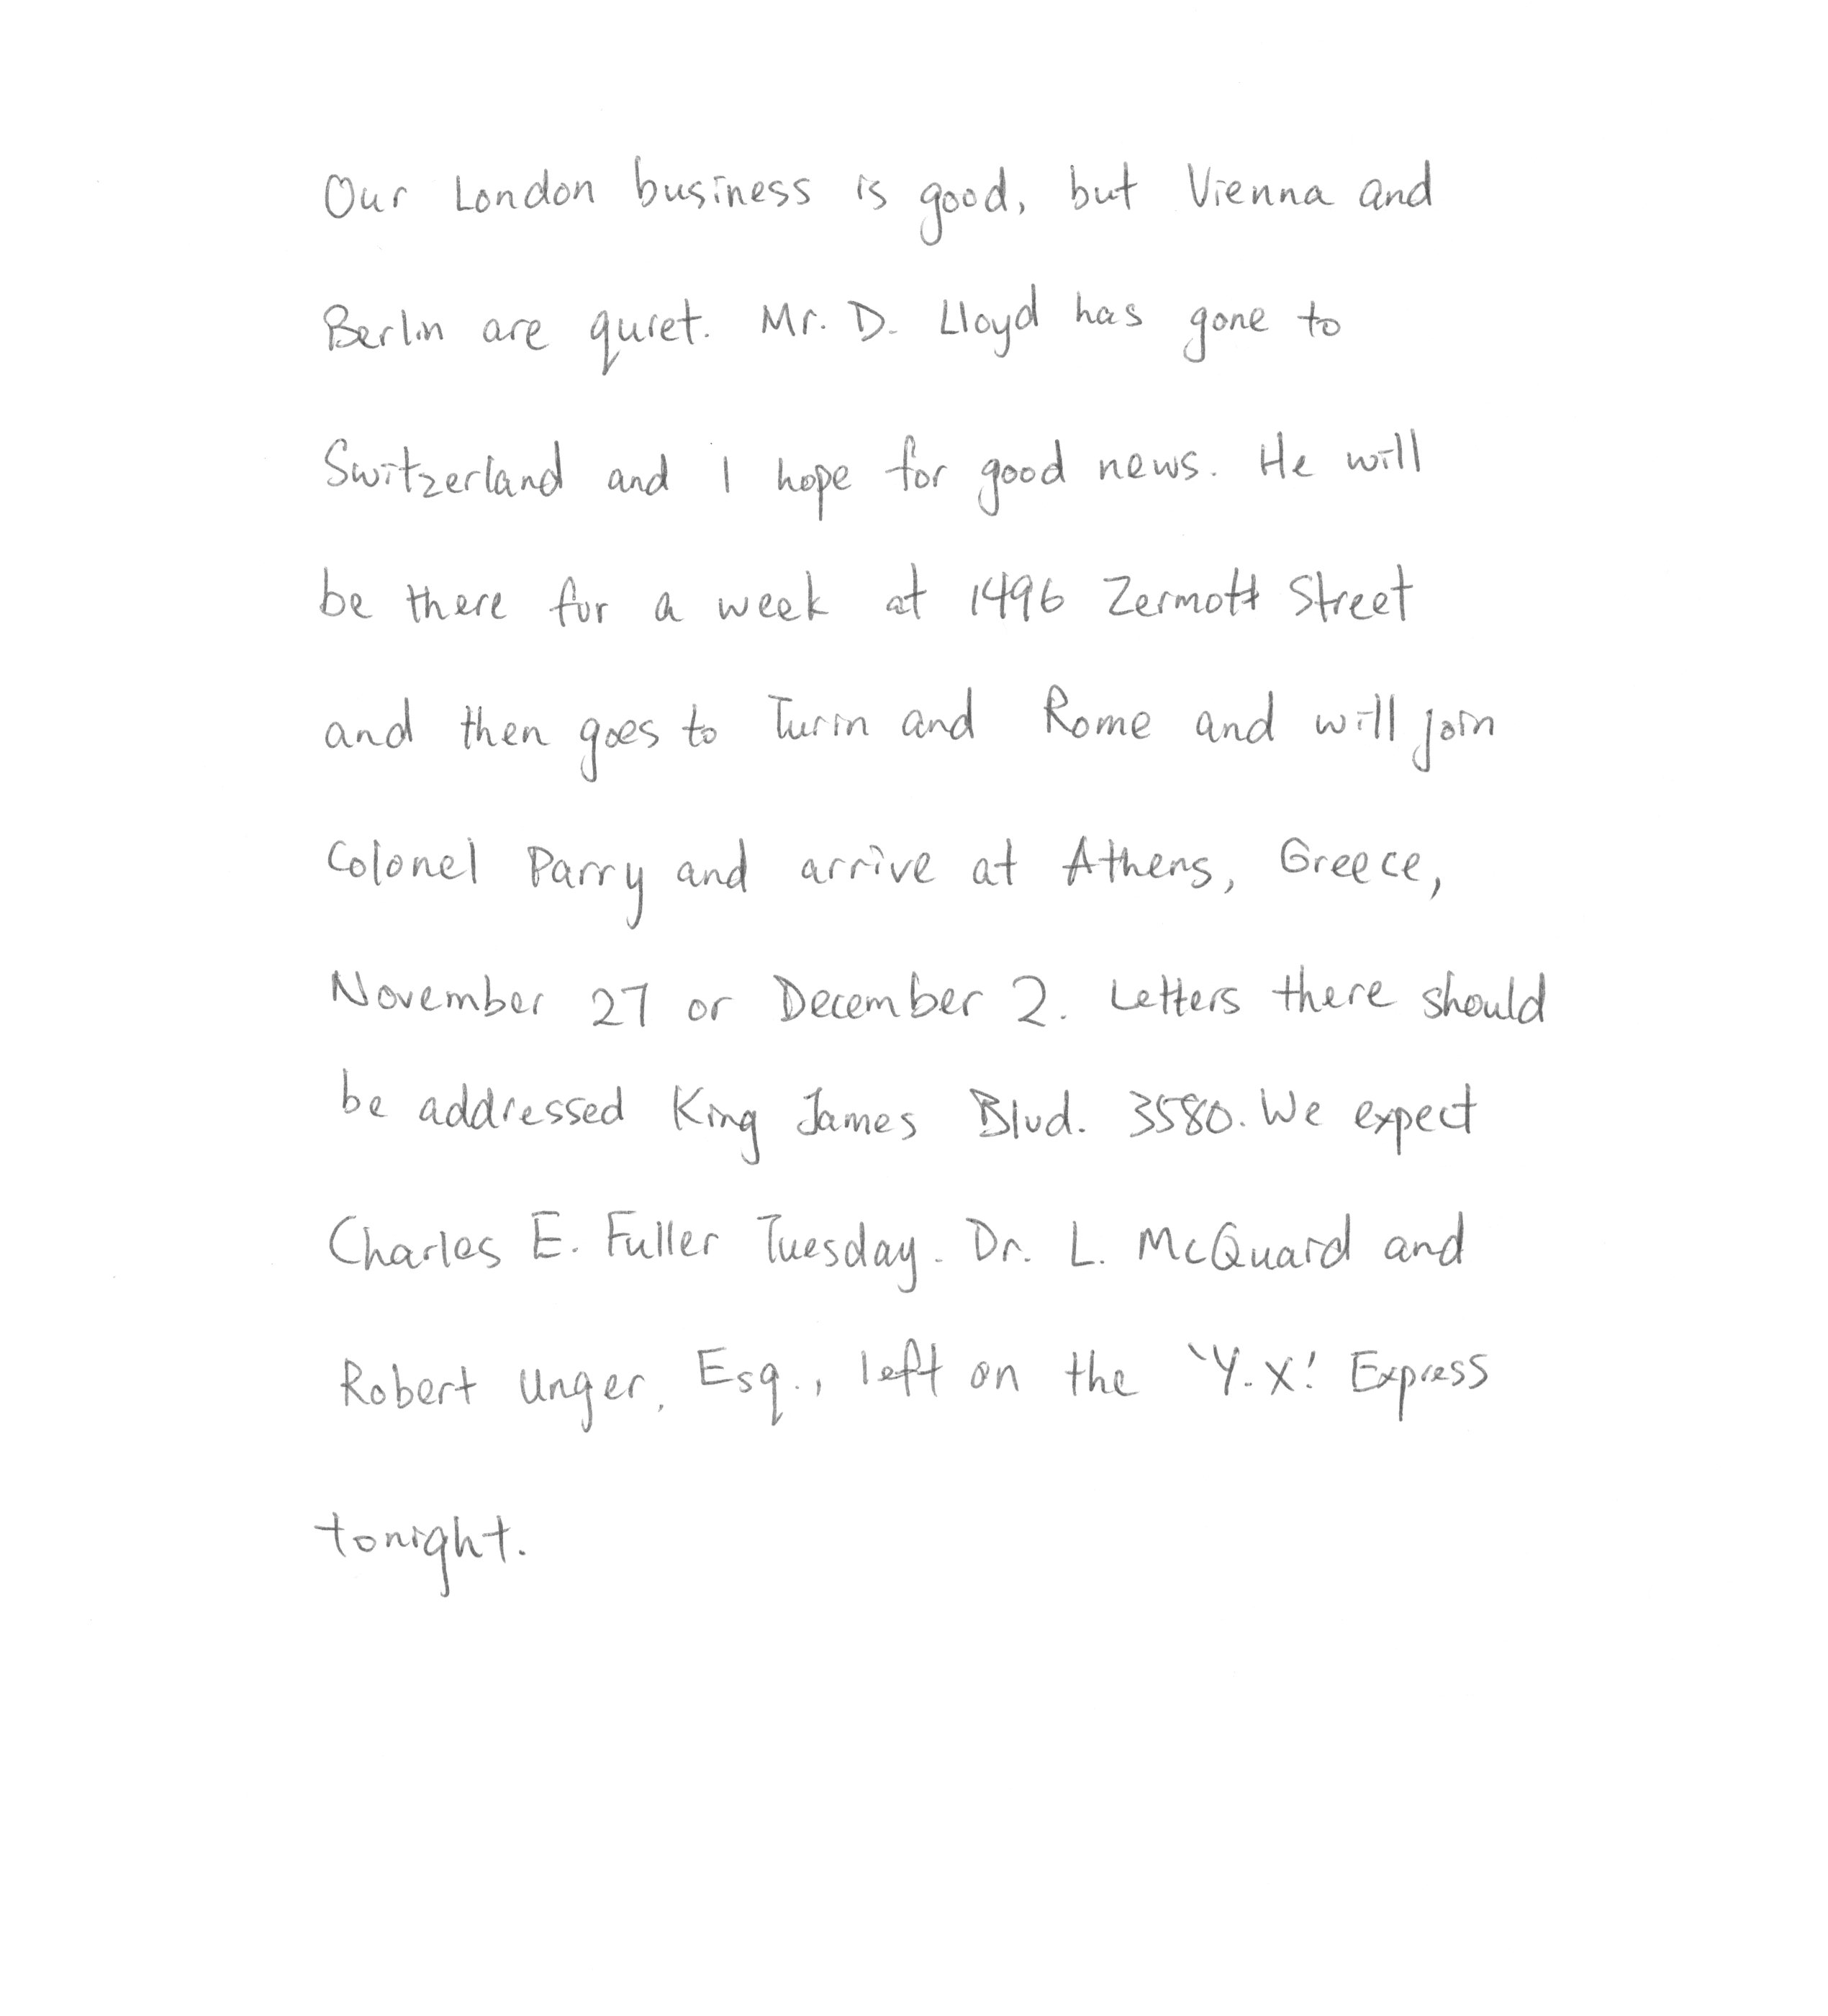 Our London business is good, but Vienna and
Berlin are quiet. Mr. D. Lloyd has gone to
Switzerland and I hope for good news. He will
be there for a week at 1496 Zermott Street
and then goes to Turin and Rome and will join
Colonel Parry and arrive at Athens, Greece,
November 27 or December 2. Letters there should
be addressed King James Blvd. 3580. We expect
Charles E. Fuller Tuesday. Dr. L. McQuard and
Robert Unger, Esq., left on the 'Y.X.' Express
tonight.